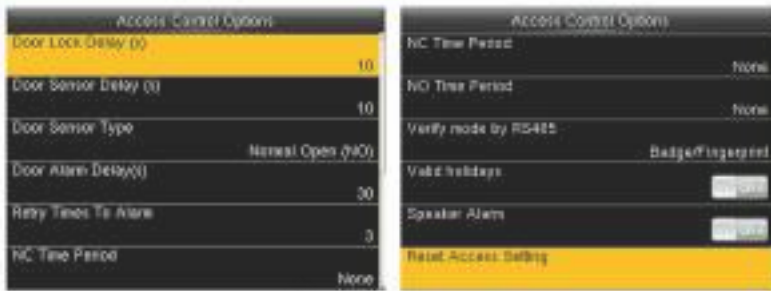 Access Control Options
Door Lock Delay (s)
10
Door Sensor Delay (s)
10
Door Sensor Type
Normal Open (NO)
Door Alarm Delay(s)
30
Retry Times To Alarm
3
NC Time Period
None
Access Control Options
NC Time Period
None
NO Time Period
None
Verify mode by RS485
Badge/Fingerprint
Valid holidays
OFF
Speaker Alarm
OFF
Reset Access Setting